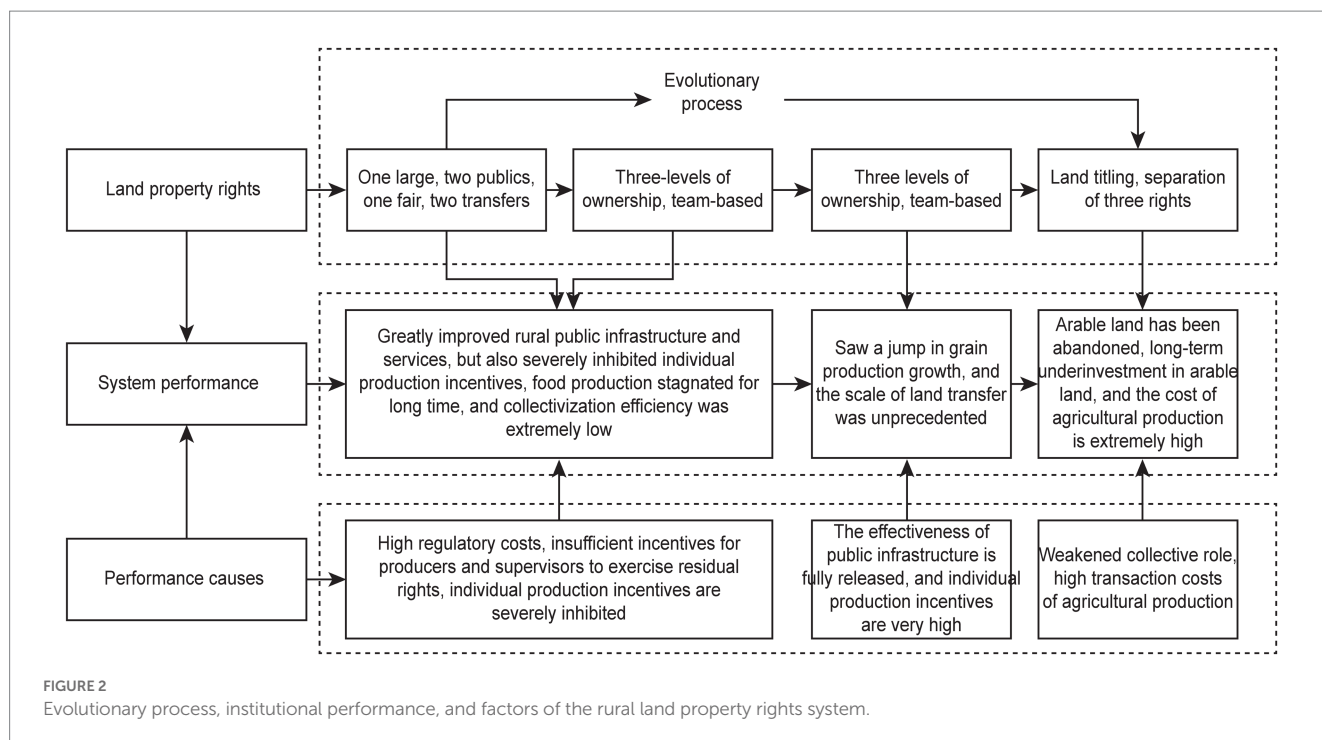 Evolutionary
process
Land property rights
One large, two publics,
one fair, two transfers
Three-levels of
ownership, team-based
Three levels of
ownership, team-based
Land titling, separation
of three rights
System performance
Greatly improved rural public infrastructure and
services, but also severely inhibited individual
production incentives, food production stagnated for
long time, and collectivization efficiency was
extremely low
Saw a jump in grain
production growth, and
the scale of land transfer
was unprecedented
Arable land has been
abandoned, long-term
underinvestment in arable
land, and the cost of
agricultural production
is extremely high
Performance causes
High regulatory costs, insufficient incentives for
producers and supervisors to exercise residual
rights, individual production incentives are
severely inhibited
The effectiveness of
public infrastructure is
fully released, and individual
production incentives
are very high
Weakened collective role,
high transaction costs
of agricultural production
FIGURE 2
Evolutionary process, institutional performance, and factors of the rural land property rights system.